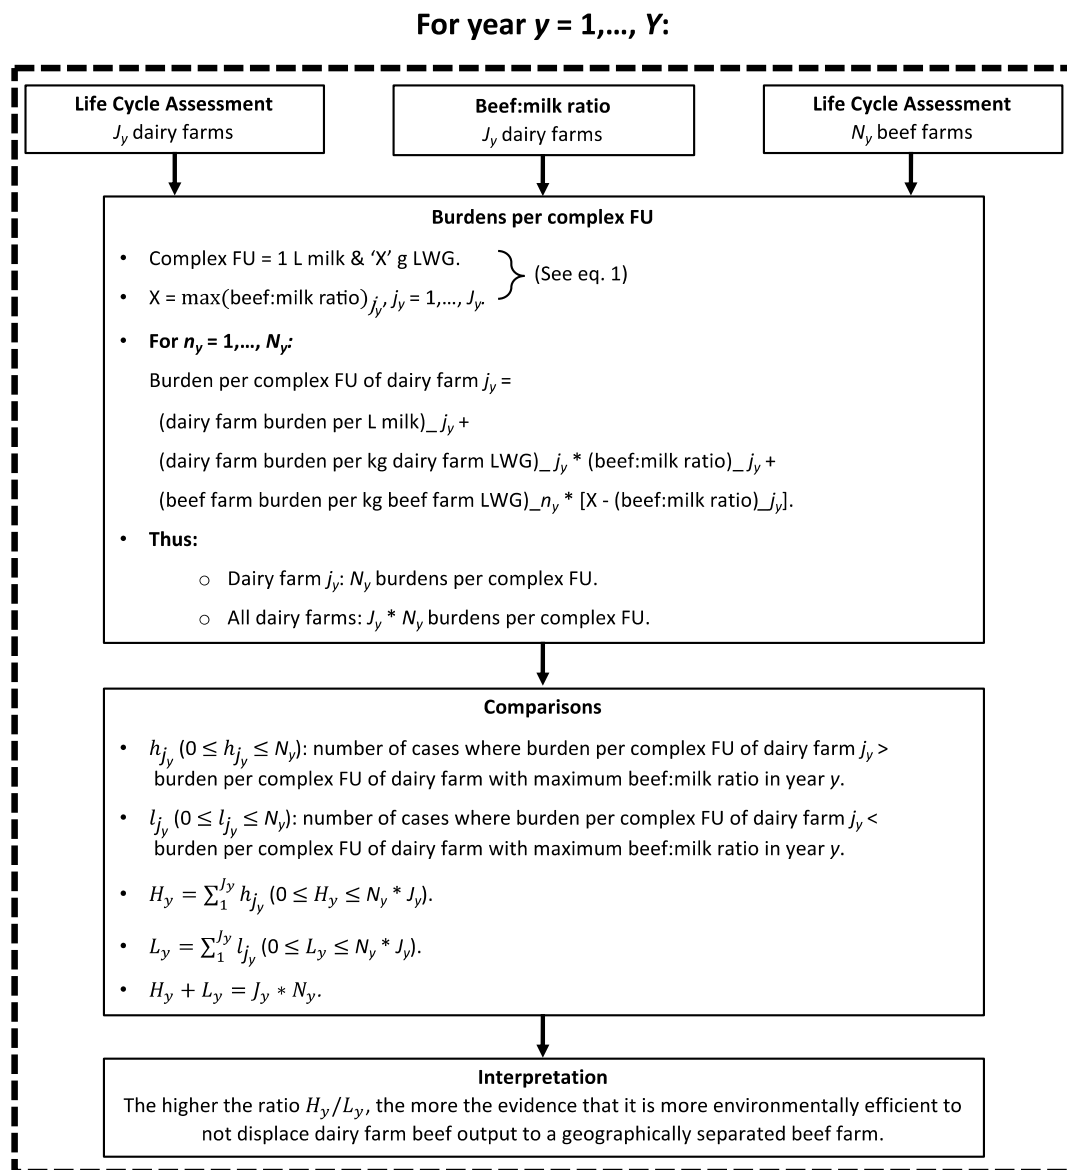 For year y = 1,..., Y:
Life Cycle Assessment
J_y dairy farms
Beef:milk ratio
J_y dairy farms
Life Cycle Assessment
N_y beef farms
Burdens per complex FU
• Complex FU = 1 L milk & ‘X’ g LWG.
(See eq. 1)
• X = max(beef:milk ratio)_{j_y}, j_y = 1,..., J_y.
• For n_y = 1,..., N_y:
Burden per complex FU of dairy farm j_y =
(dairy farm burden per L milk)_ j_y +
(dairy farm burden per kg dairy farm LWG)_ j_y * (beef:milk ratio)_ j_y +
(beef farm burden per kg beef farm LWG)_n_y * [X - (beef:milk ratio)_j_y].
• Thus:
○ Dairy farm j_y: N_y burdens per complex FU.
○ All dairy farms: J_y * N_y burdens per complex FU.
Comparisons
• h_{j_y} (0 ≤ h_{j_y} ≤ N_y): number of cases where burden per complex FU of dairy farm j_y >
burden per complex FU of dairy farm with maximum beef:milk ratio in year y.
• l_{j_y} (0 ≤ l_{j_y} ≤ N_y): number of cases where burden per complex FU of dairy farm j_y <
burden per complex FU of dairy farm with maximum beef:milk ratio in year y.
• H_y = ∑_1^{J_y} h_{j_y} (0 ≤ H_y ≤ N_y * J_y).
• L_y = ∑_1^{J_y} l_{j_y} (0 ≤ L_y ≤ N_y * J_y).
• H_y + L_y = J_y * N_y.
Interpretation
The higher the ratio H_y/L_y, the more the evidence that it is more environmentally efficient to
not displace dairy farm beef output to a geographically separated beef farm.